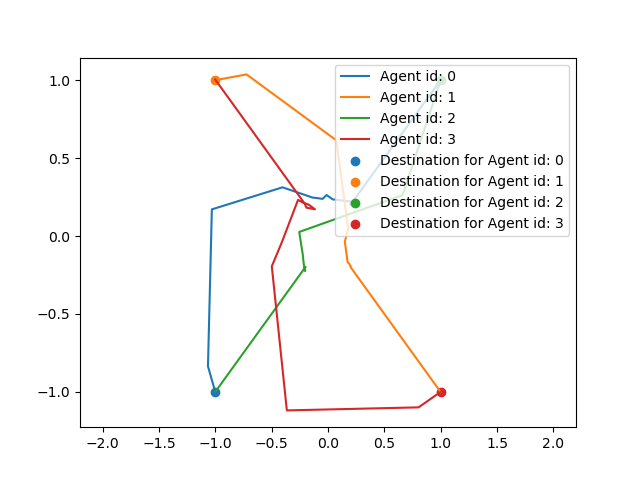 1.0
0.5
0.0
−0.5
−1.0
−2.0
−1.5
−1.0
−0.5
0.0
0.5
1.0
1.5
2.0
Agent id: 0
Agent id: 1
Agent id: 2
Agent id: 3
Destination for Agent id: 0
Destination for Agent id: 1
Destination for Agent id: 2
Destination for Agent id: 3